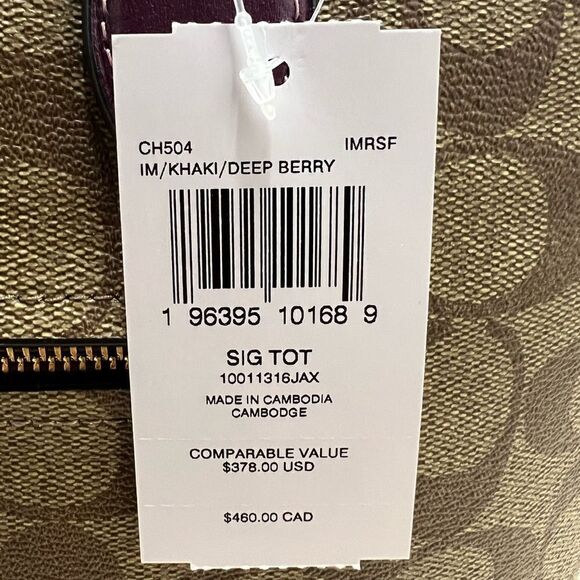 CH504 IMRSF
IM/KHAKI/DEEP BERRY
1 96395 10168 9
SIG TOT
10011316JAX
MADE IN CAMBODIA
CAMBODGE
COMPARABLE VALUE
$378.00 USD
$460.00 CAD